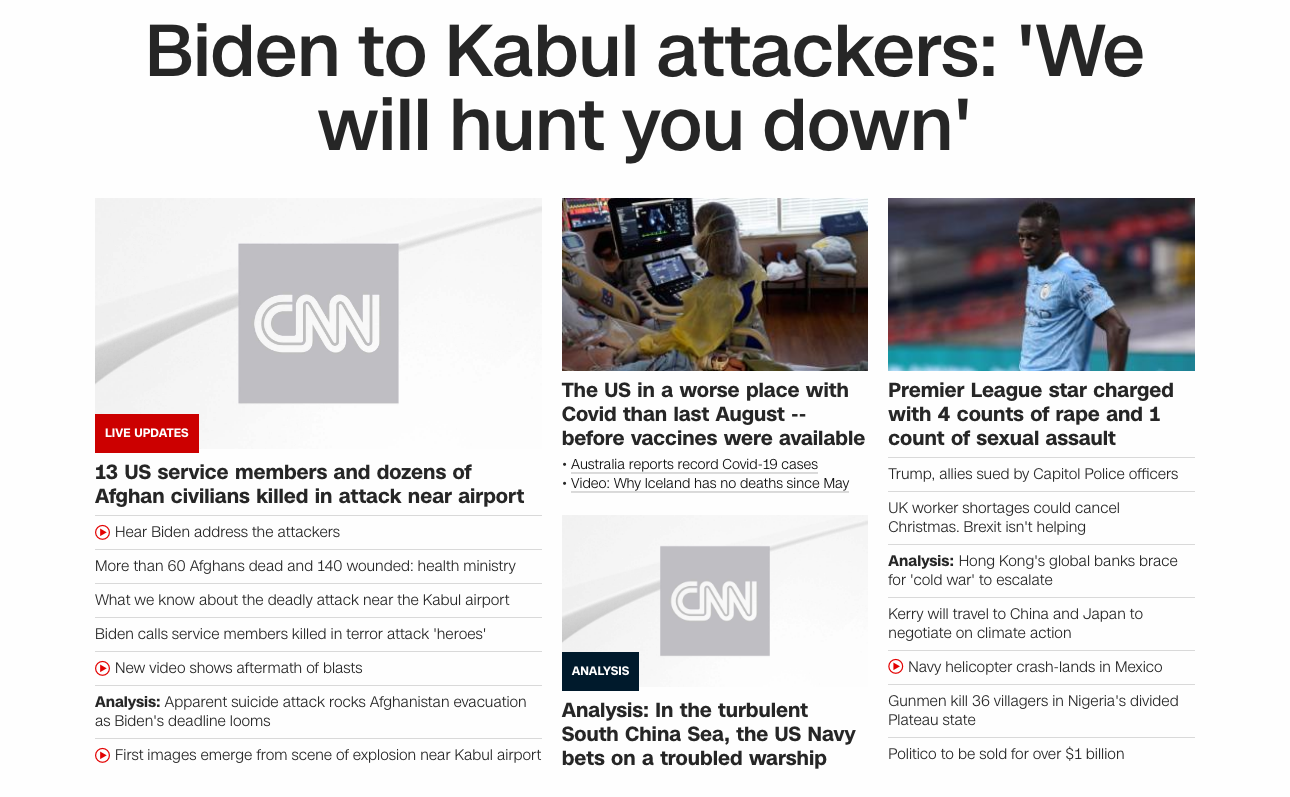 Biden to Kabul attackers: 'We
will hunt you down'
CNN
LIVE UPDATES
13 US service members and dozens of
Afghan civilians killed in attack near airport
Hear Biden address the attackers
More than 60 Afghans dead and 140 wounded: health ministry
What we know about the deadly attack near the Kabul airport
Biden calls service members killed in terror attack 'heroes'
New video shows aftermath of blasts
Analysis: Apparent suicide attack rocks Afghanistan evacuation
as Biden's deadline looms
First images emerge from scene of explosion near Kabul airport
The US in a worse place with
Covid than last August --
before vaccines were available
• Australia reports record Covid-19 cases
• Video: Why Iceland has no deaths since May
CNN
ANALYSIS
Analysis: In the turbulent
South China Sea, the US Navy
bets on a troubled warship
Premier League star charged
with 4 counts of rape and 1
count of sexual assault
Trump, allies sued by Capitol Police officers
UK worker shortages could cancel
Christmas. Brexit isn't helping
Analysis: Hong Kong's global banks brace
for 'cold war' to escalate
Kerry will travel to China and Japan to
negotiate on climate action
Navy helicopter crash-lands in Mexico
Gunmen kill 36 villagers in Nigeria's divided
Plateau state
Politico to be sold for over $1 billion